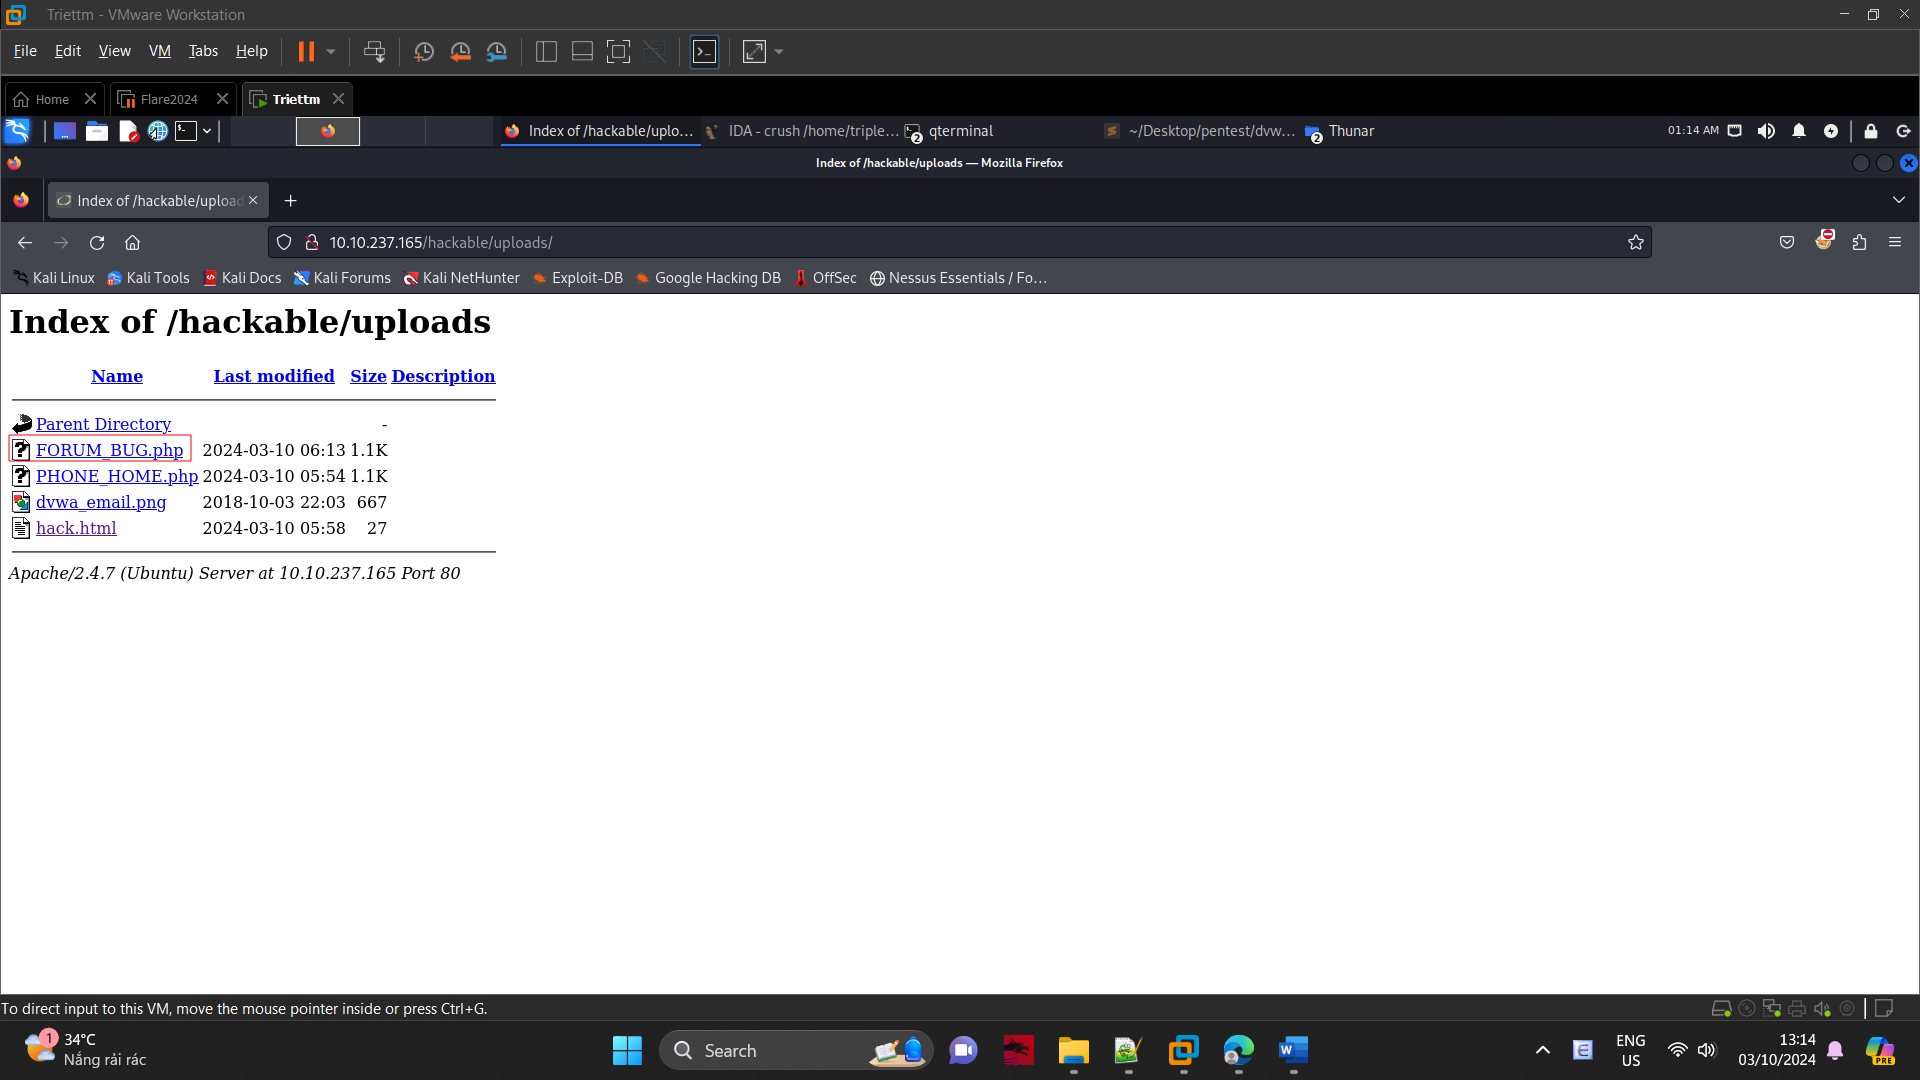 Triettm - VMware Workstation
File Edit View VM Tabs Help
Home Flare2024 Triettm
Index of /hackable/uplo... IDA - crush /home/triple... 2 qterminal ~/Desktop/pentest/dvw... 2 Thunar 01:14 AM
Index of /hackable/uploads — Mozilla Firefox
Index of /hackable/upload
10.10.237.165/hackable/uploads/
Kali Linux Kali Tools Kali Docs Kali Forums Kali NetHunter Exploit-DB Google Hacking DB OffSec Nessus Essentials / Fo...
Index of /hackable/uploads
Name Last modified Size Description
Parent Directory -
FORUM_BUG.php 2024-03-10 06:13 1.1K
PHONE_HOME.php 2024-03-10 05:54 1.1K
dvwa_email.png 2018-10-03 22:03 667
hack.html 2024-03-10 05:58 27
Apache/2.4.7 (Ubuntu) Server at 10.10.237.165 Port 80
To direct input to this VM, move the mouse pointer inside or press Ctrl+G.
1 34°C
Nắng rải rác
Search
ENG
US
13:14
03/10/2024
PRE